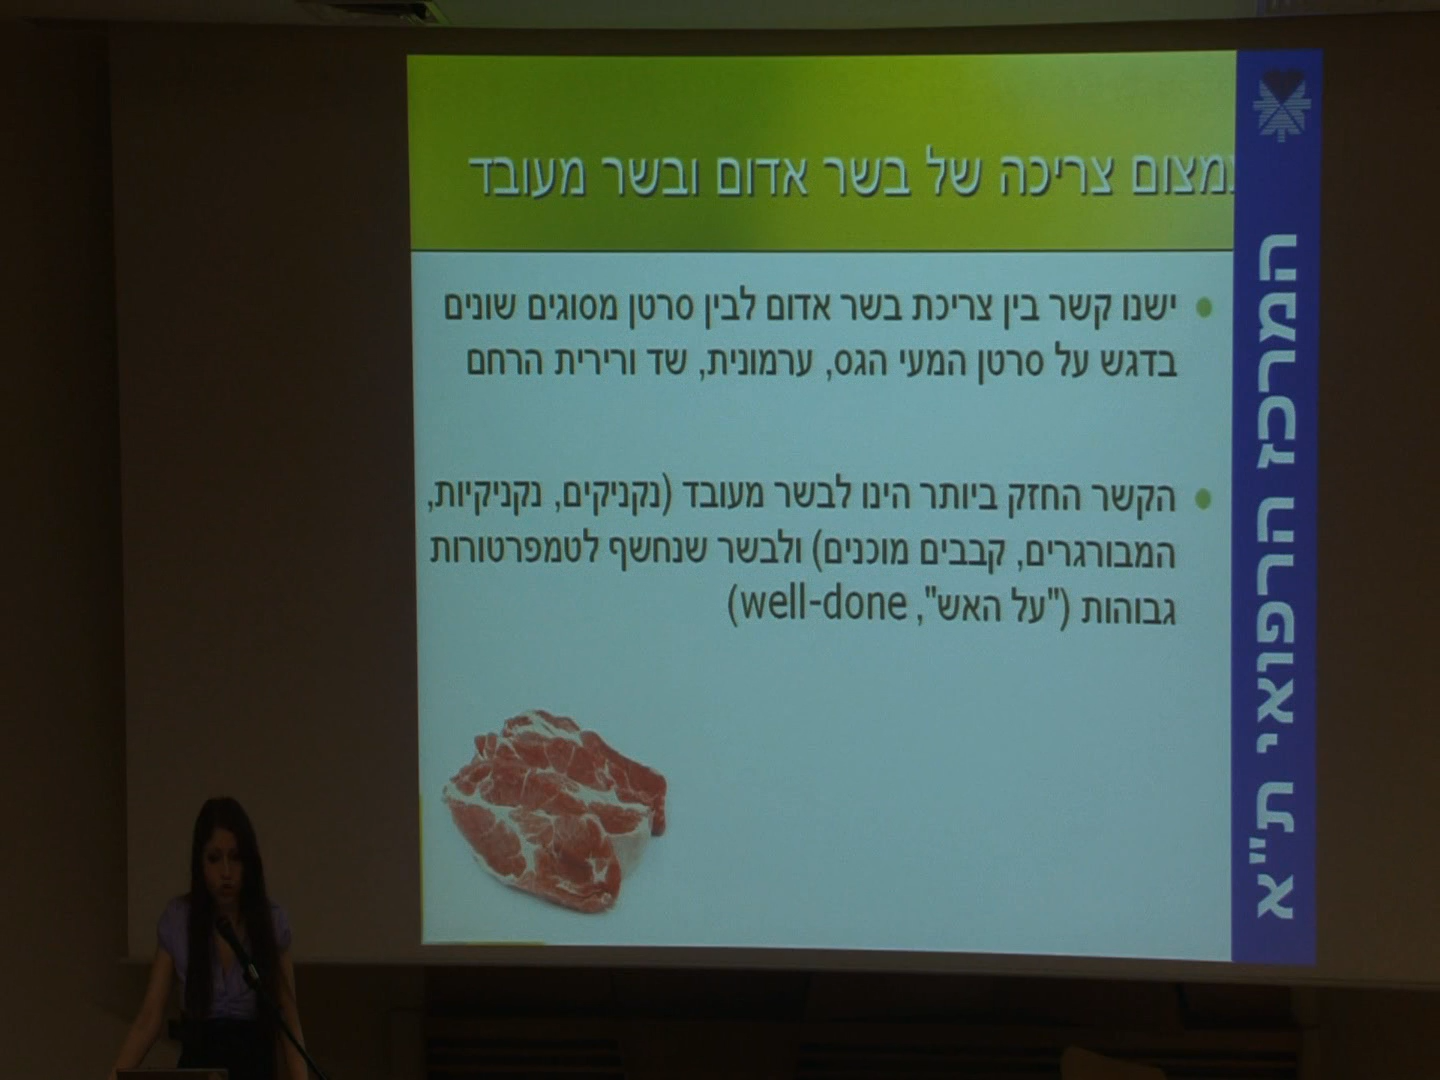 צריכה של בשר אדום ובשר מעובד
ישנו קשר בין צריכת בשר אדום לבין סרטן מסוגים שונים
בדגש על סרטן המעי הגס, ערמונית, שד ורירית הרחם
הקשר החזק ביותר הינו לבשר מעובד (נקניקים, נקניקיות,
המבורגרים, קבבים מוכנים) ולבשר שנחשף לטמפרטורות
גבוהות ("על האש", well-done)
המרכז הרפואי ת"א